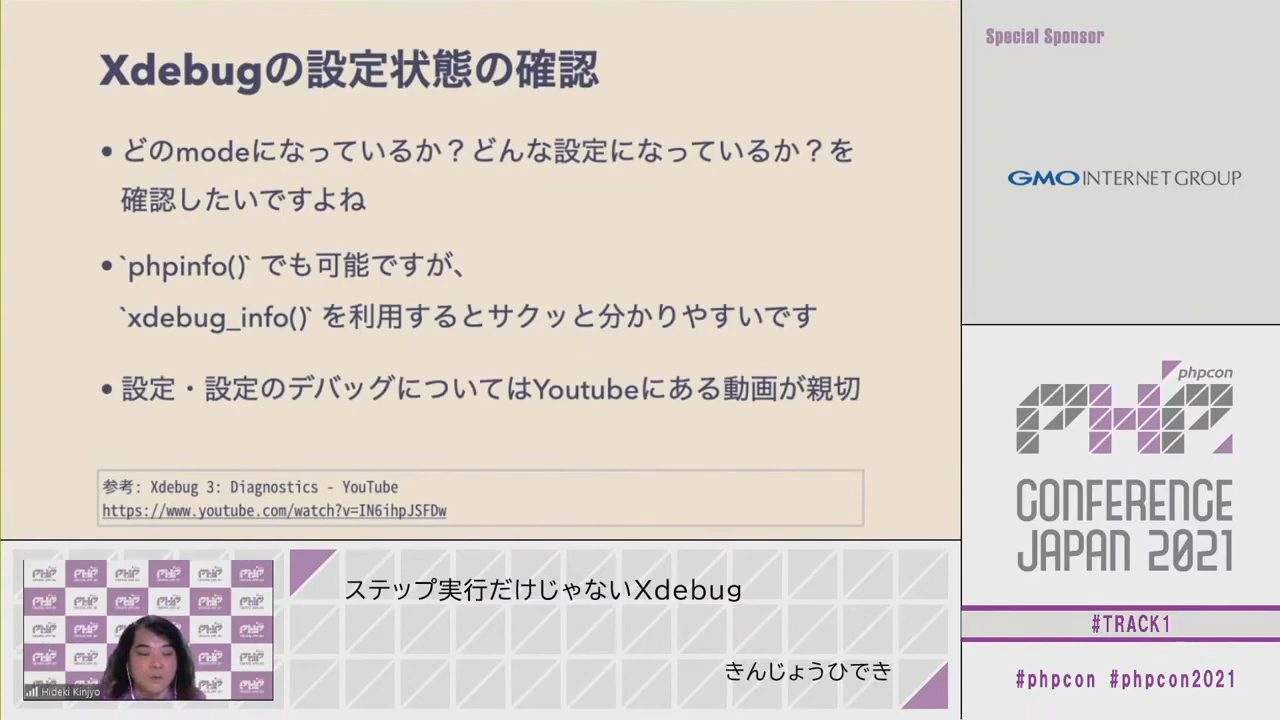 Xdebugの設定状態の確認
• どのmodeになっているか？どんな設定になっているか？を
確認したいですよね
• `phpinfo()` でも可能ですが、
`xdebug_info()` を利用するとサクッと分かりやすいです
• 設定・設定のデバッグについてはYoutubeにある動画が親切
参考: Xdebug 3: Diagnostics - YouTube
https://www.youtube.com/watch?v=IN6ihpJSFDw
Hideki Kinjyo
ステップ実行だけじゃないXdebug
きんじょうひでき
Special Sponsor
GMO INTERNET GROUP
phpcon
PHP
CONFERENCE
JAPAN 2021
#TRACK1
#phpcon #phpcon2021